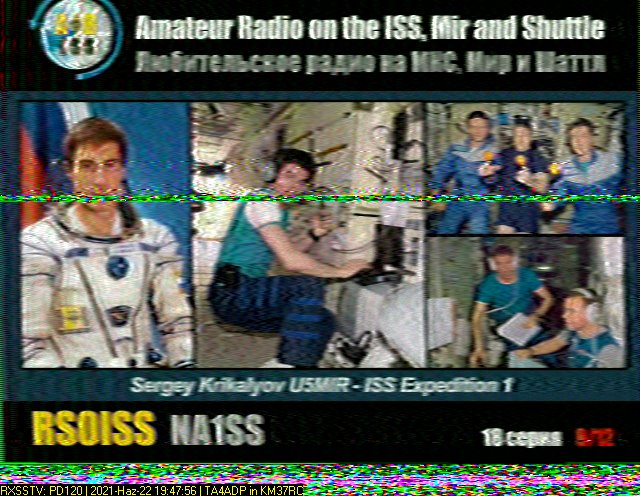 Amateur Radio on the ISS, Mir and Shuttle
Любительское радио на МКС, Мир и Шаттл
Sergey Krikalyov U5MIR - ISS Expedition 1
RS0ISS NA1SS
18 серия 9/12
RXSSTV: PD120 | 2021-Haz-22 19:47:56 | TA4ADP in KM37RC